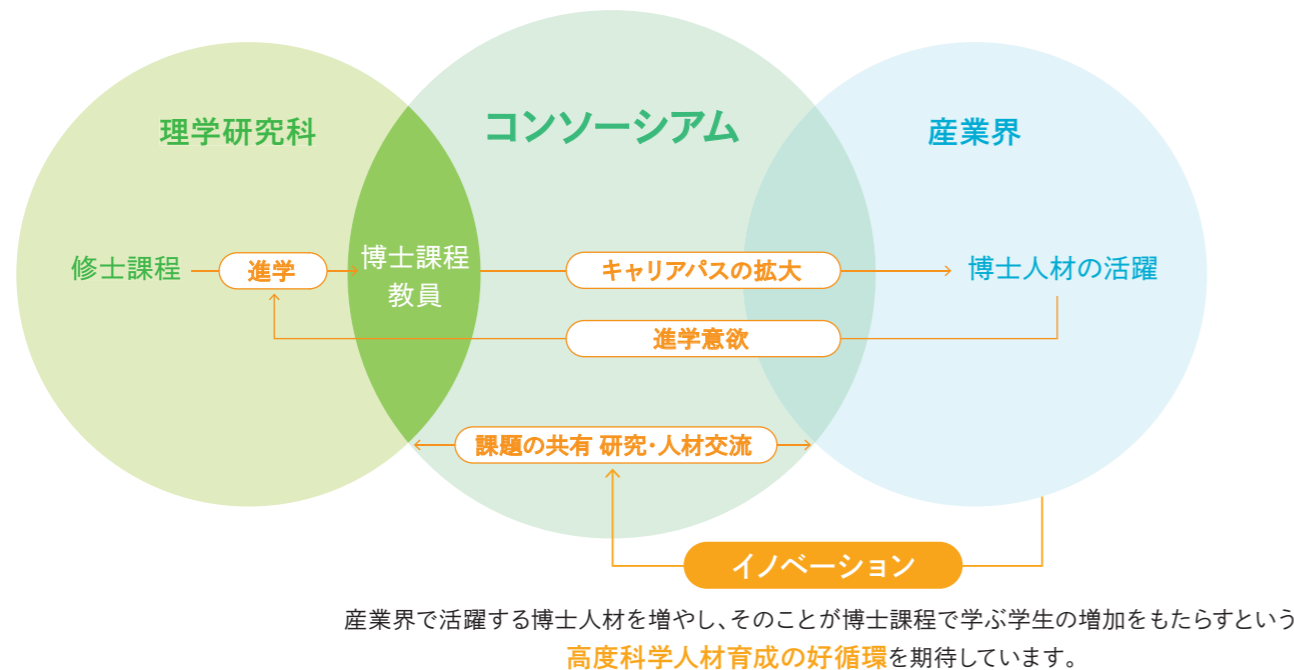 理学研究科
コンソーシアム
産業界
修士課程
進学
博士課程
教員
キャリアパスの拡大
博士人材の活躍
進学意欲
課題の共有 研究・人材交流
イノベーション
産業界で活躍する博士人材を増やし、そのことが博士課程で学ぶ学生の増加をもたらすという
高度科学人材育成の好循環を期待しています。